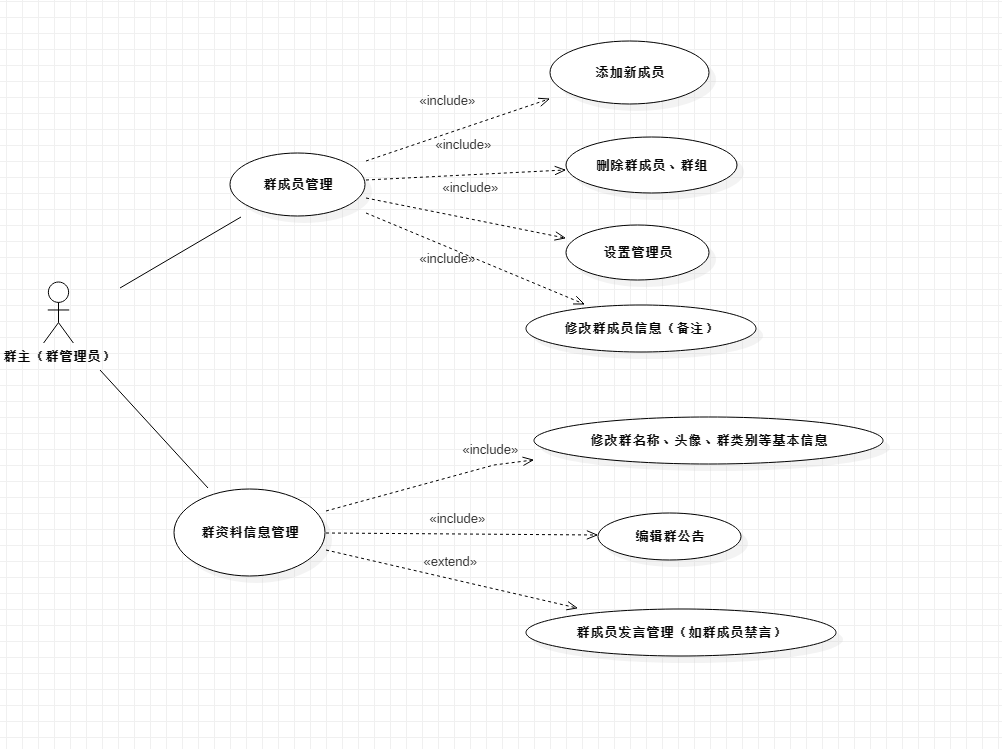 添加新成员
«include»
«include»
删除群成员、群组
群成员管理
«include»
设置管理员
«include»
修改群成员信息（备注）
群主（群管理员）
修改群名称、头像、群类别等基本信息
«include»
«include»
群资料信息管理
编辑群公告
«extend»
群成员发言管理（如群成员禁言）